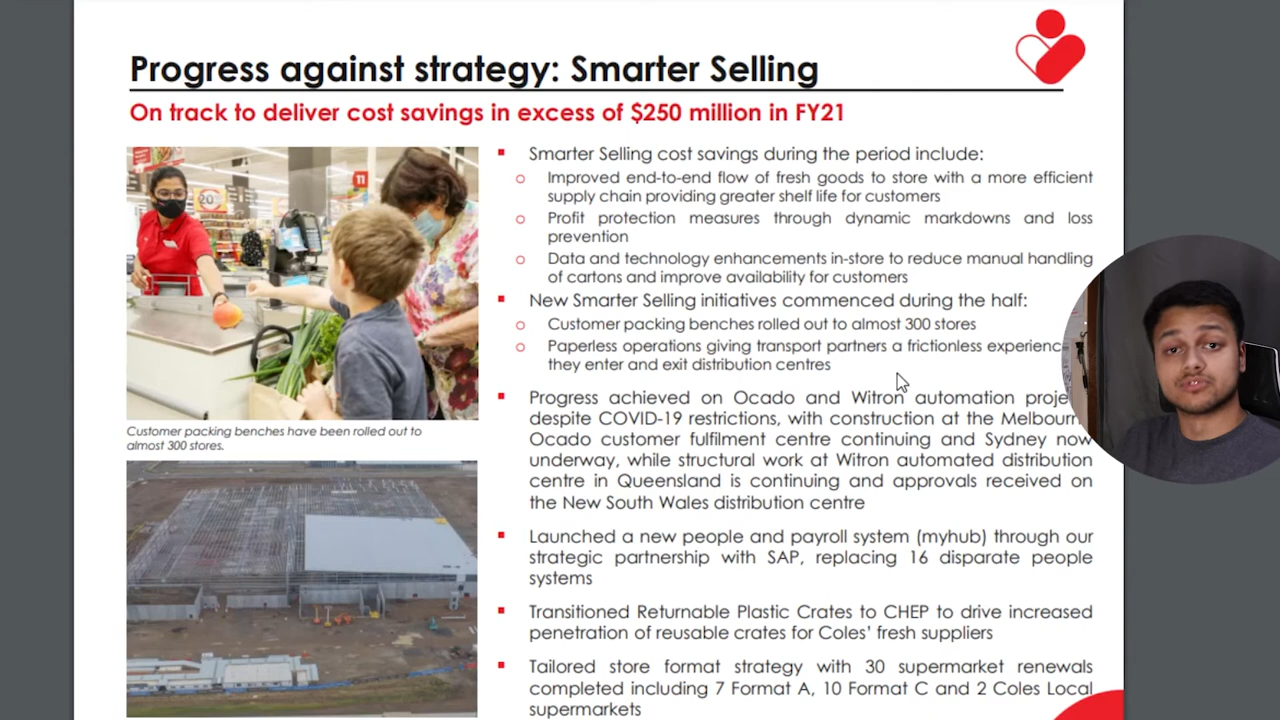 Progress against strategy: Smarter Selling
On track to deliver cost savings in excess of $250 million in FY21
20
11
Customer packing benches have been rolled out to
almost 300 stores.
▪ Smarter Selling cost savings during the period include:
o Improved end-to-end flow of fresh goods to store with a more efficient
supply chain providing greater shelf life for customers
o Profit protection measures through dynamic markdowns and loss
prevention
o Data and technology enhancements in-store to reduce manual handling
of cartons and improve availability for customers
▪ New Smarter Selling initiatives commenced during the half:
o Customer packing benches rolled out to almost 300 stores
o Paperless operations giving transport partners a frictionless experienc
they enter and exit distribution centres
▪ Progress achieved on Ocado and Witron automation proje
despite COVID-19 restrictions, with construction at the Melbourn
Ocado customer fulfilment centre continuing and Sydney now
underway, while structural work at Witron automated distribution
centre in Queensland is continuing and approvals received on
the New South Wales distribution centre
▪ Launched a new people and payroll system (myhub) through our
strategic partnership with SAP, replacing 16 disparate people
systems
▪ Transitioned Returnable Plastic Crates to CHEP to drive increased
penetration of reusable crates for Coles' fresh suppliers
▪ Tailored store format strategy with 30 supermarket renewals
completed including 7 Format A, 10 Format C and 2 Coles Local
supermarkets